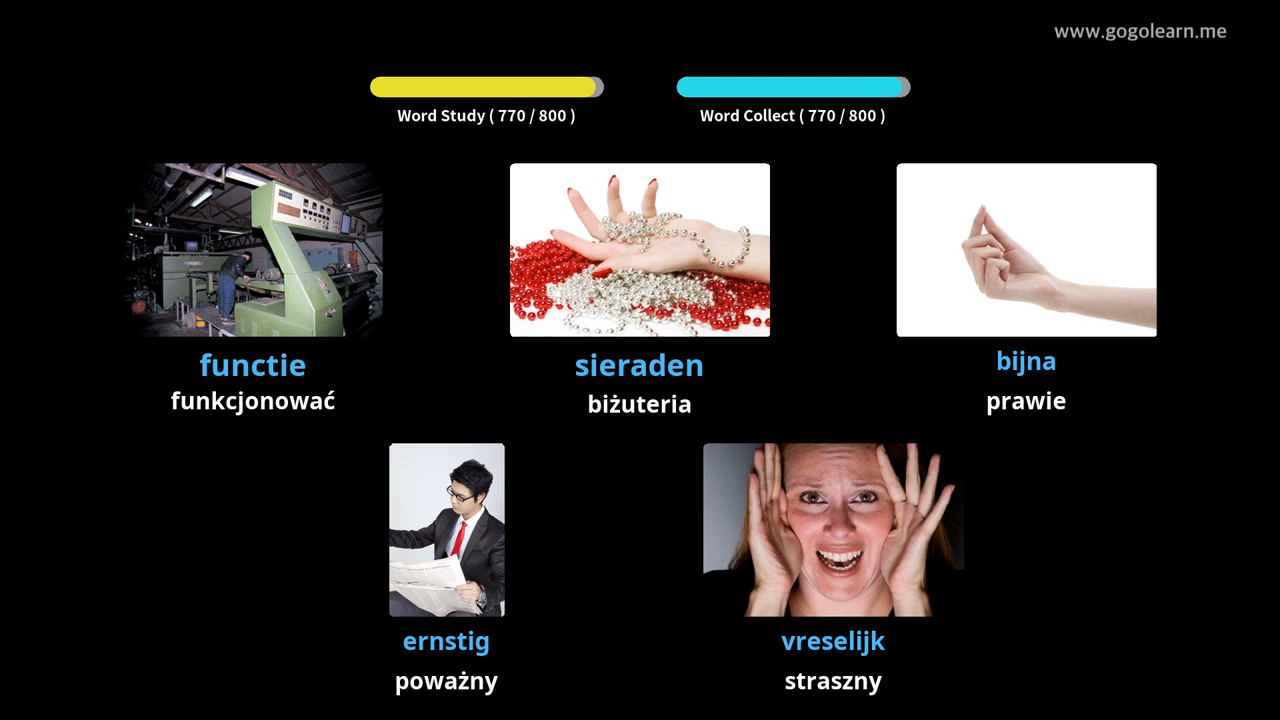 www.gogolearn.me
Word Study ( 770 / 800 )
Word Collect ( 770 / 800 )
functie
funkcjonować
sieraden
biżuteria
bijna
prawie
ernstig
poważny
vreselijk
straszny